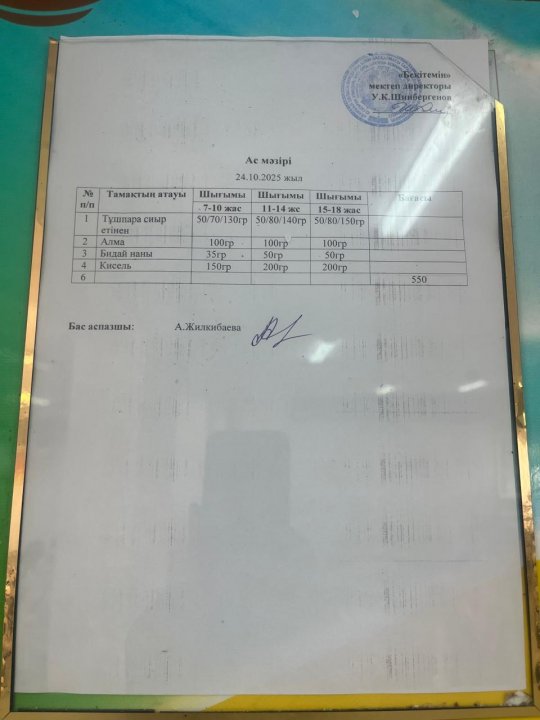 «Бекітемін»
мектеп директоры
У.К.Шинбергенов
Ас мәзірі
24.10.2025 жыл
№ п/п Тамақтың атауы Шығымы 7-10 жас Шығымы 11-14 жс Шығымы 15-18 жас Бағасы
1 Тұшпара сиыр етінен 50/70/130гр 50/80/140гр 50/80/150гр
2 Алма 100гр 100гр 100гр
3 Бидай наны 35гр 50гр 50гр
4 Кисель 150гр 200гр 200гр
6 550
Бас аспазшы: А.Жилкибаева